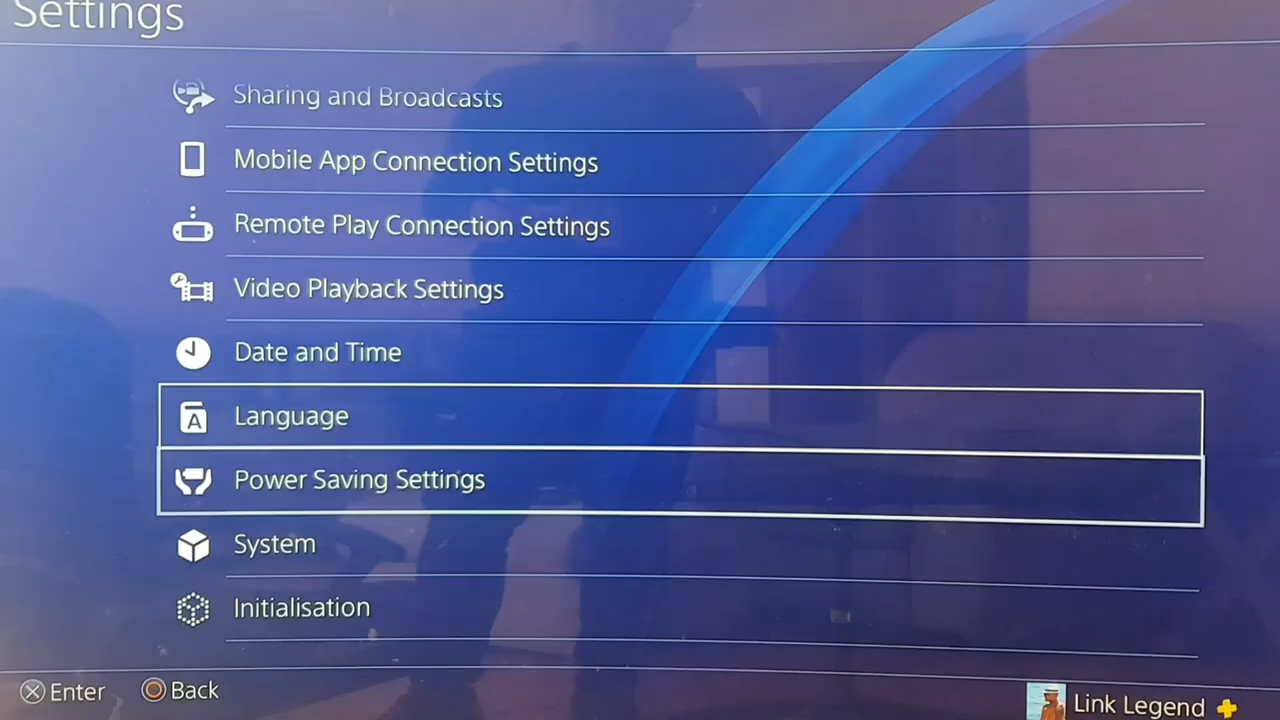 Settings
Sharing and Broadcasts
Mobile App Connection Settings
Remote Play Connection Settings
Video Playback Settings
Date and Time
Language
Power Saving Settings
System
Initialisation
Enter Back
Link Legend